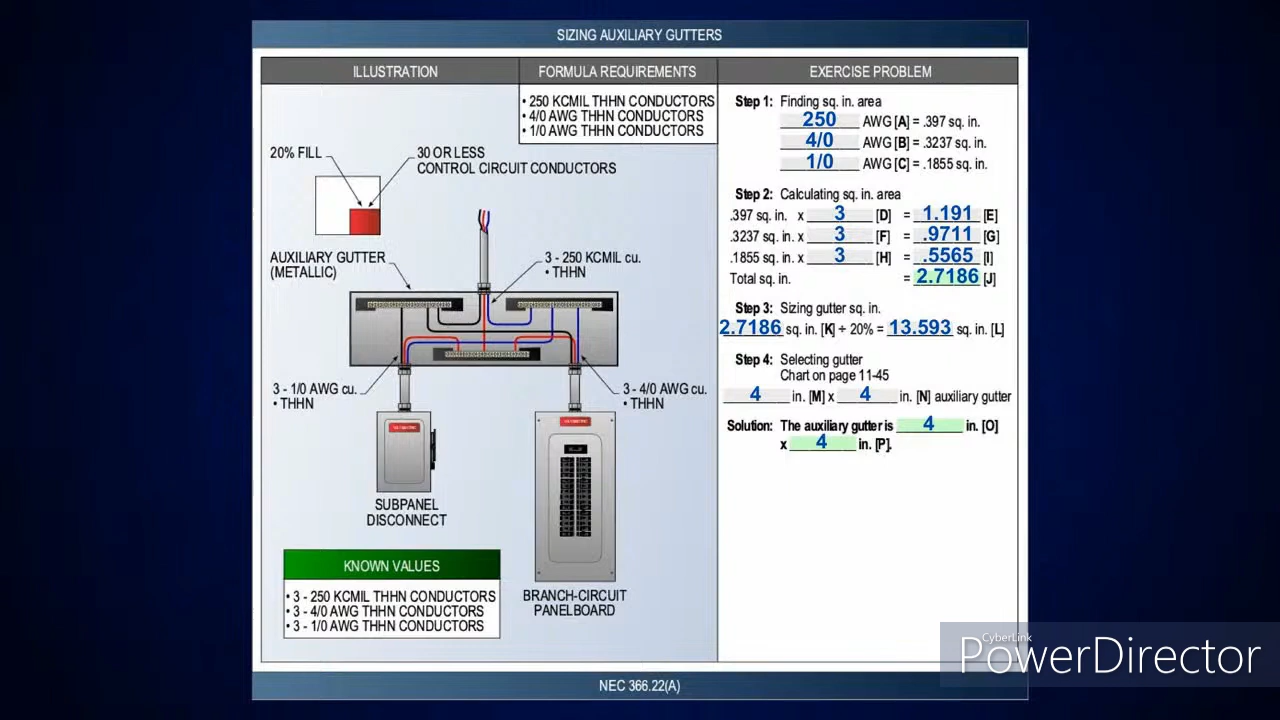 SIZING AUXILIARY GUTTERS
ILLUSTRATION
FORMULA REQUIREMENTS
EXERCISE PROBLEM
• 250 KCMIL THHN CONDUCTORS
• 4/0 AWG THHN CONDUCTORS
• 1/0 AWG THHN CONDUCTORS
20% FILL
30 OR LESS
CONTROL CIRCUIT CONDUCTORS
AUXILIARY GUTTER
(METALLIC)
3 - 250 KCMIL cu.
• THHN
3 - 1/0 AWG cu.
• THHN
3 - 4/0 AWG cu.
• THHN
SUBPANEL
DISCONNECT
BRANCH-CIRCUIT
PANELBOARD
KNOWN VALUES
• 3 - 250 KCMIL THHN CONDUCTORS
• 3 - 4/0 AWG THHN CONDUCTORS
• 3 - 1/0 AWG THHN CONDUCTORS
Step 1: Finding sq. in. area
250 AWG [A] = .397 sq. in.
4/0 AWG [B] = .3237 sq. in.
1/0 AWG [C] = .1855 sq. in.
Step 2: Calculating sq. in. area
.397 sq. in. x 3 [D] = 1.191 [E]
.3237 sq. in. x 3 [F] = .9711 [G]
.1855 sq. in. x 3 [H] = .5565 [I]
Total sq. in. = 2.7186 [J]
Step 3: Sizing gutter sq. in.
2.7186 sq. in. [K] ÷ 20% = 13.593 sq. in. [L]
Step 4: Selecting gutter
Chart on page 11-45
4 in. [M] x 4 in. [N] auxiliary gutter
Solution: The auxiliary gutter is 4 in. [O]
x 4 in. [P].
NEC 366.22(A)
CyberLink
PowerDirector